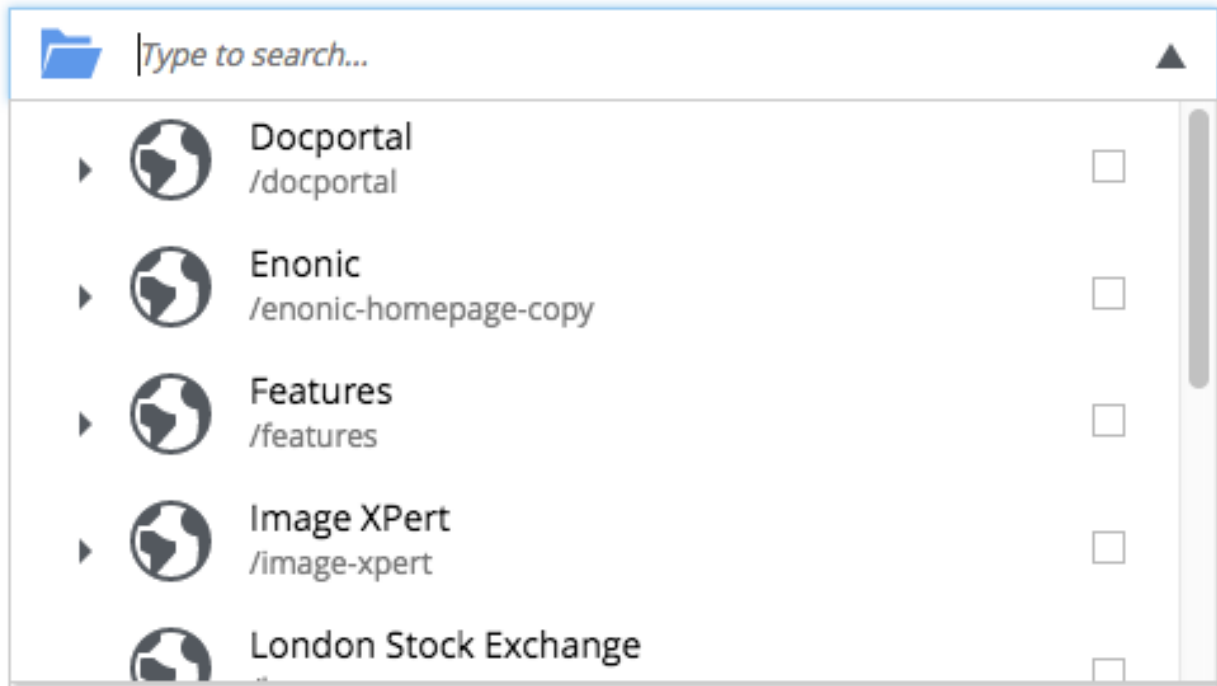 Type to search...
Docportal
/docportal
Enonic
/enonic-homepage-copy
Features
/features
Image XPert
/image-xpert
London Stock Exchange